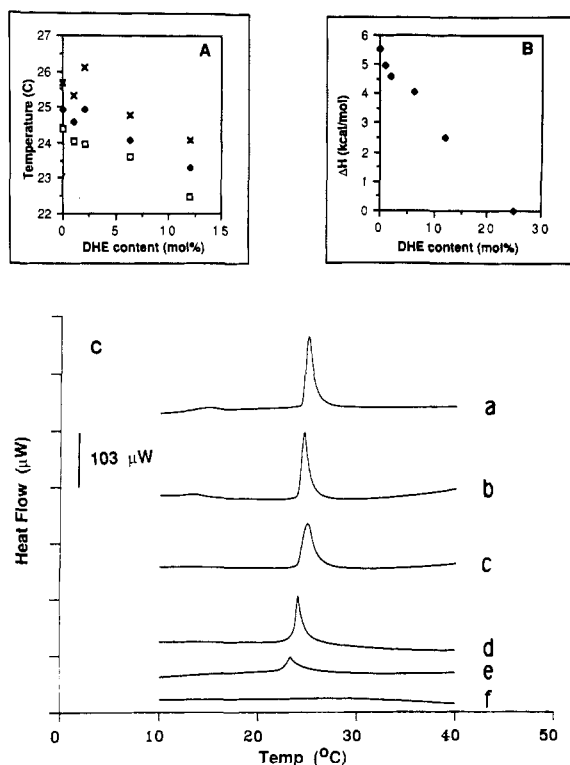 A
Temperature (C)
27
26
25
24
23
22
0
5
10
15
DHE content (mol%)
B
ΔH (kcal/mol)
6
5
4
3
2
1
0
0
10
20
30
DHE content (mol%)
C
Heat Flow (μW)
103 μW
a
b
c
d
e
f
0
10
20
30
40
50
Temp (°C)